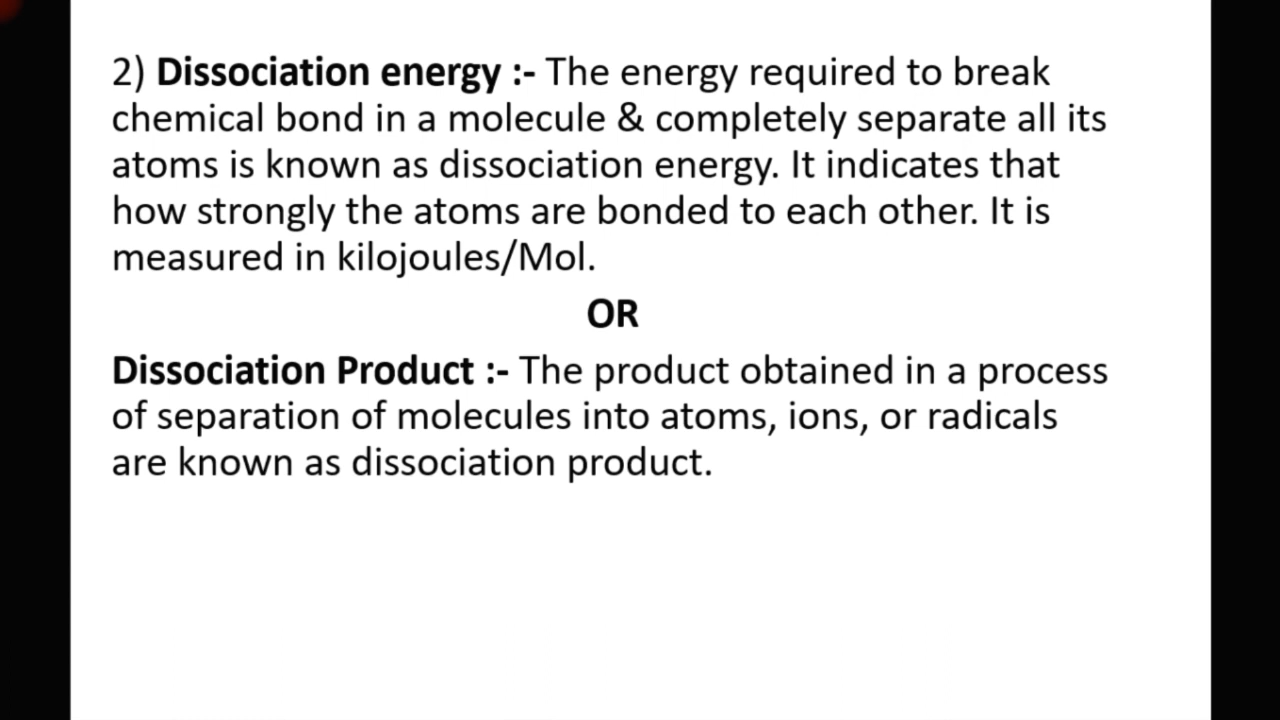 2) Dissociation energy :- The energy required to break
chemical bond in a molecule & completely separate all its
atoms is known as dissociation energy. It indicates that
how strongly the atoms are bonded to each other. It is
measured in kilojoules/Mol.
OR
Dissociation Product :- The product obtained in a process
of separation of molecules into atoms, ions, or radicals
are known as dissociation product.